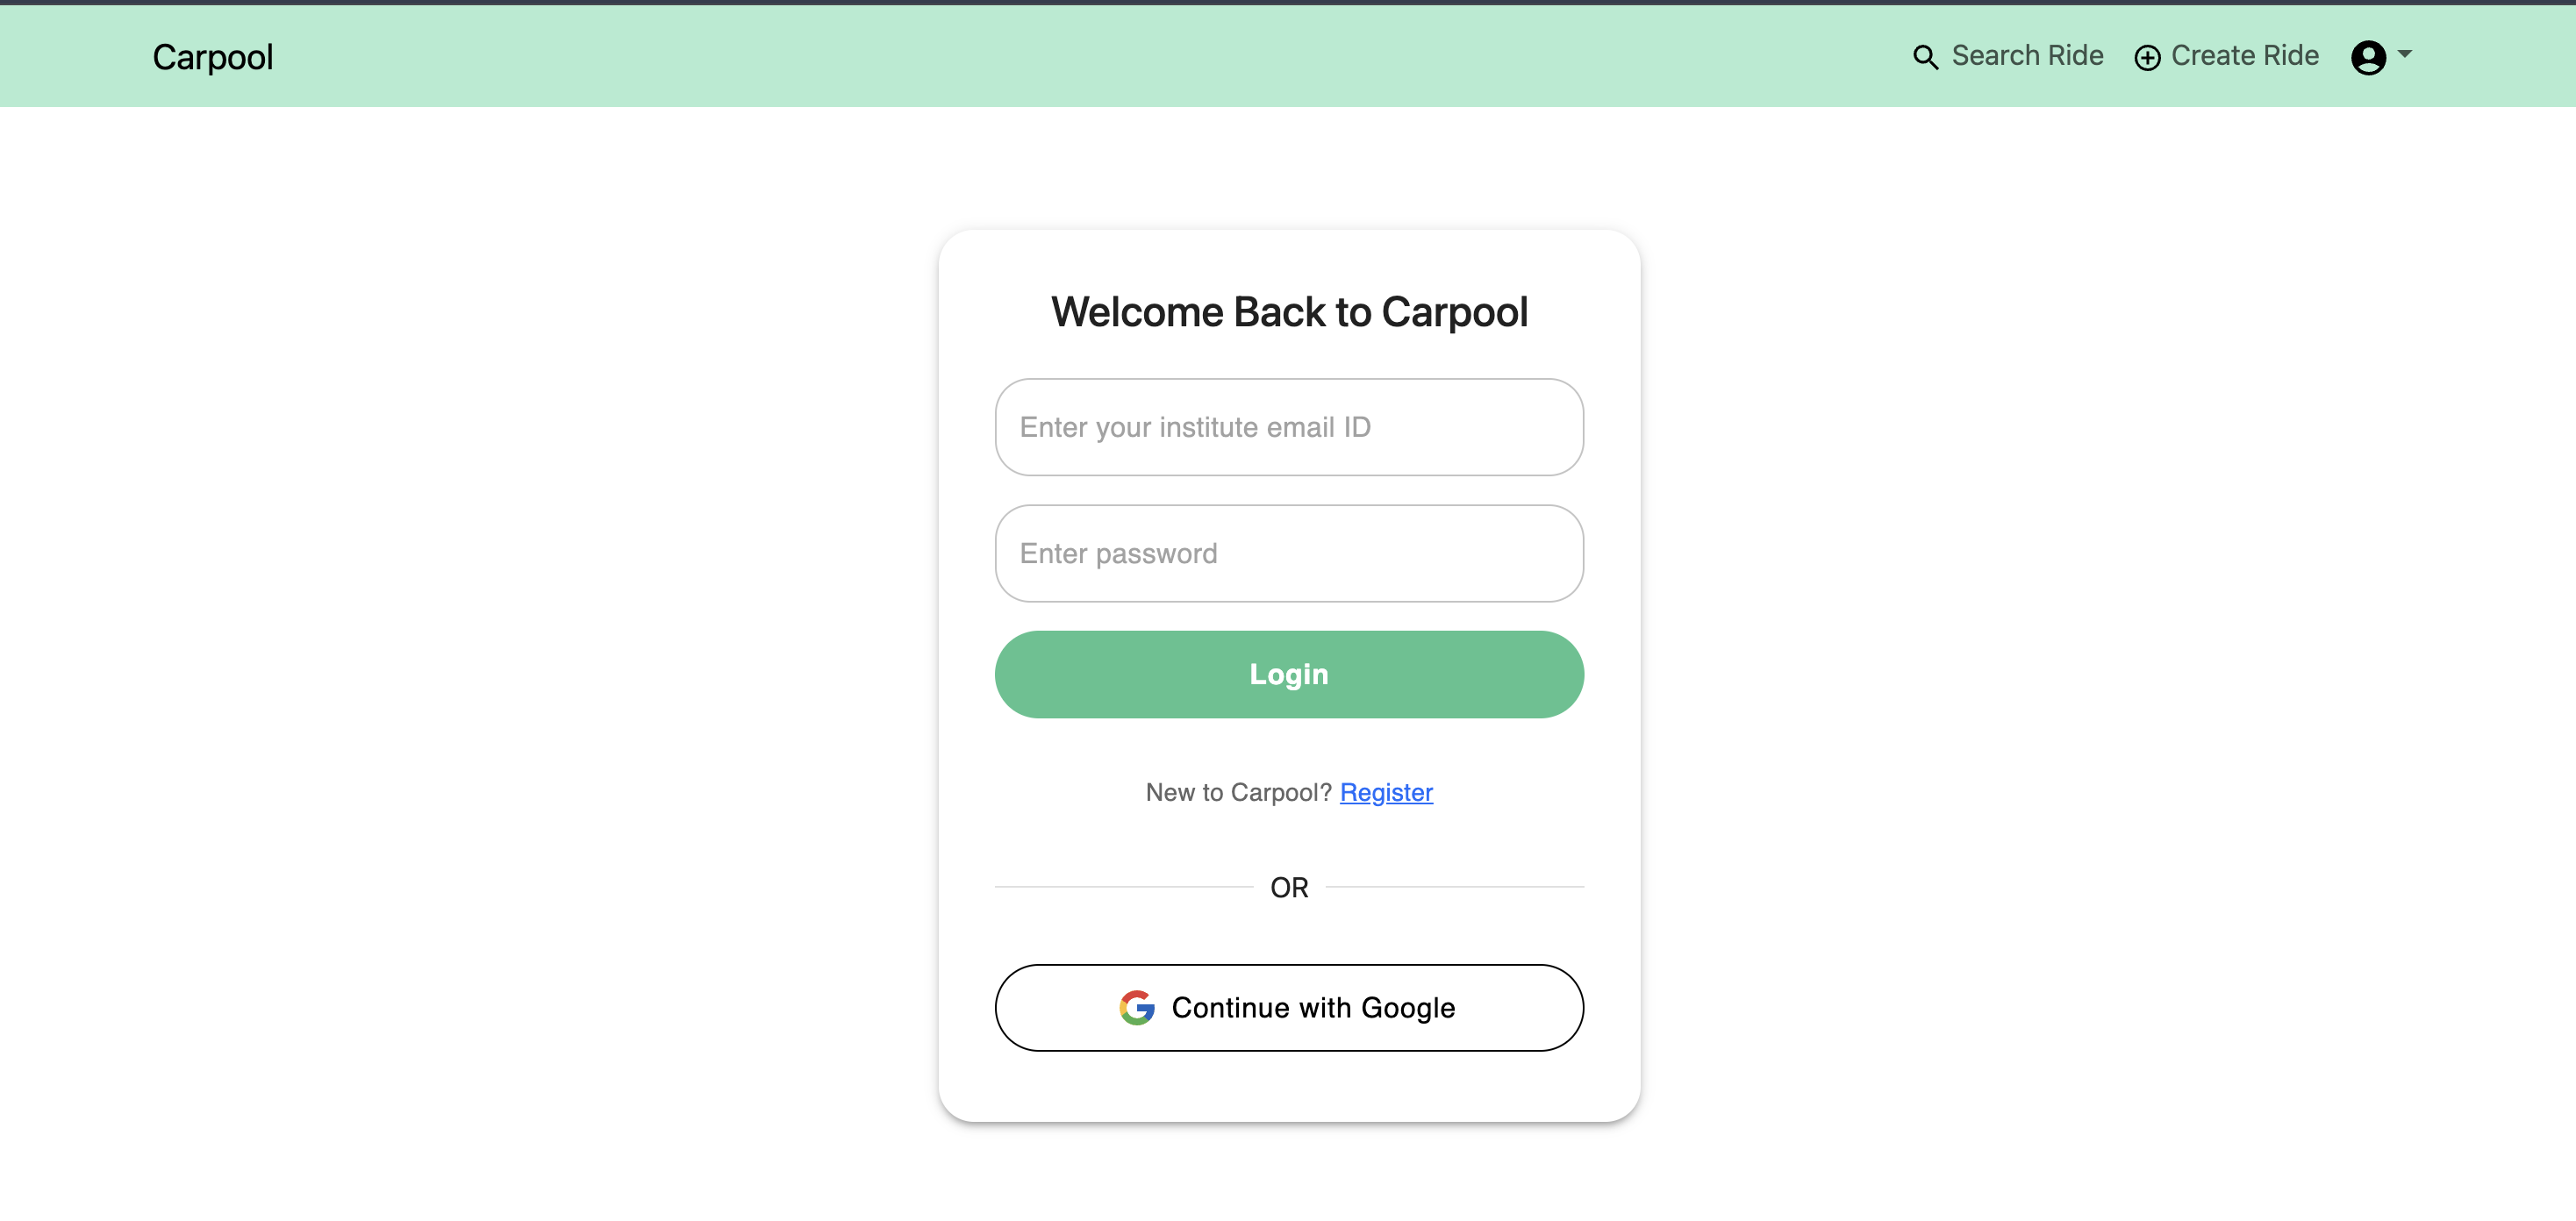 Carpool
Search Ride
Create Ride
Welcome Back to Carpool
Enter your institute email ID
Enter password
Login
New to Carpool? Register
OR
Continue with Google